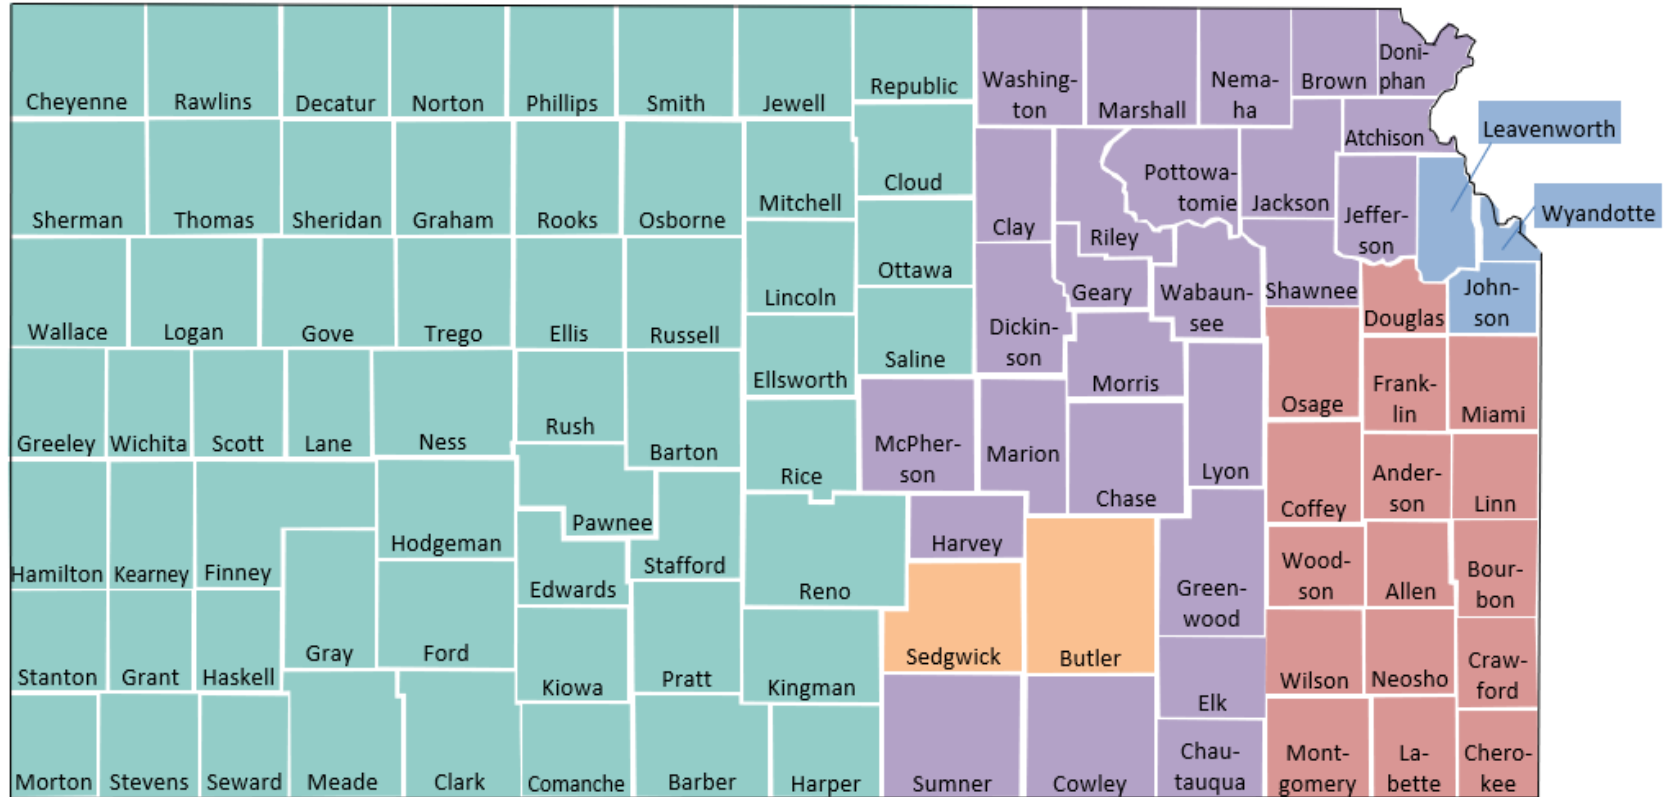 Cheyenne
Rawlins
Decatur
Norton
Phillips
Smith
Jewell
Republic
Washing-
ton
Marshall
Nema-
ha
Brown
Doni-
phan
Atchison
Leavenworth
Wyandotte
Sherman
Thomas
Sheridan
Graham
Rooks
Osborne
Mitchell
Cloud
Clay
Riley
Pottowa-
tomie
Jackson
Jeffer-
son
Wallace
Logan
Gove
Trego
Ellis
Russell
Lincoln
Ottawa
Saline
Dickin-
son
Geary
Wabaun-
see
Shawnee
Douglas
John-
son
Greeley
Wichita
Scott
Lane
Ness
Rush
Barton
Ellsworth
Rice
McPher-
son
Marion
Morris
Chase
Lyon
Osage
Frank-
lin
Miami
Coffey
Ander-
son
Linn
Hamilton
Kearney
Finney
Hodgeman
Pawnee
Edwards
Stafford
Reno
Harvey
Green-
wood
Wood-
son
Allen
Bour-
bon
Stanton
Grant
Haskell
Gray
Ford
Kiowa
Pratt
Kingman
Sedgwick
Butler
Elk
Wilson
Neosho
Craw-
ford
Morton
Stevens
Seward
Meade
Clark
Comanche
Barber
Harper
Sumner
Cowley
Chau-
tauqua
Mont-
gomery
La-
bette
Chero-
kee